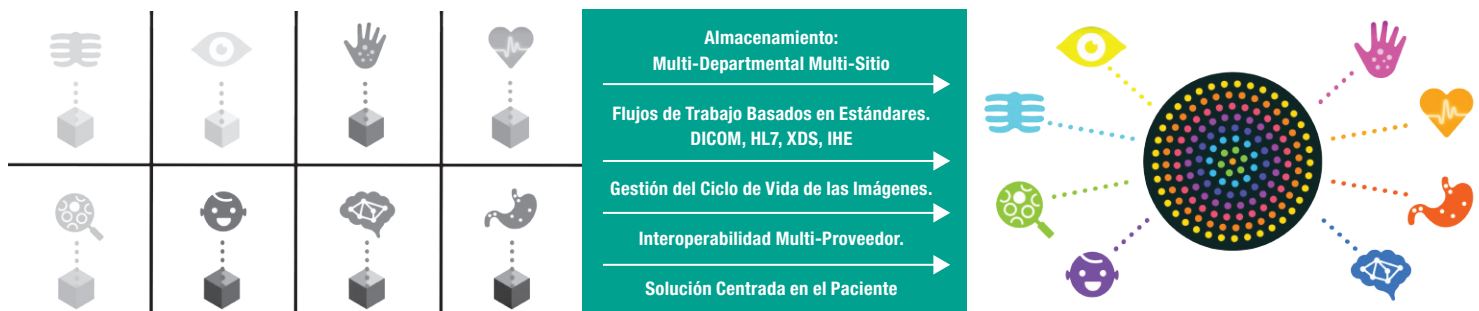 Almacenamiento:
Multi-Departmental Multi-Sitio
Flujos de Trabajo Basados en Estándares.
DICOM, HL7, XDS, IHE
Gestión del Ciclo de Vida de las Imágenes.
Interoperabilidad Multi-Proveedor.
Solución Centrada en el Paciente